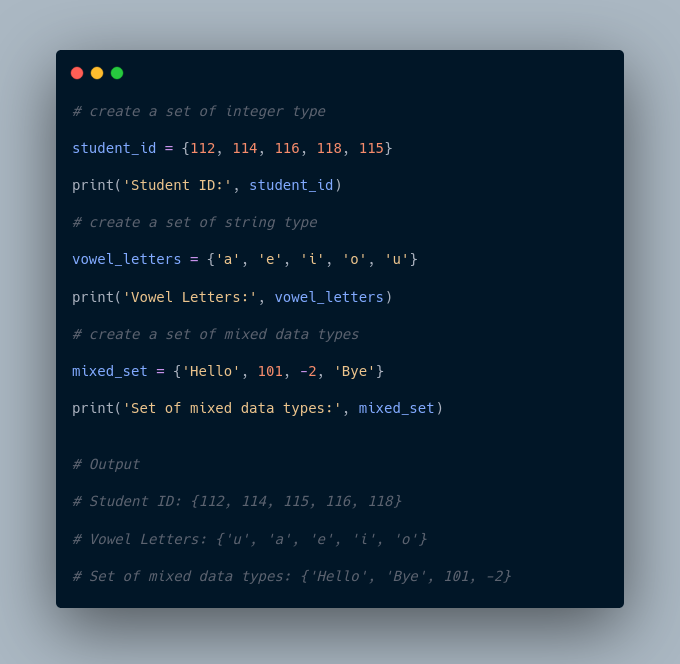 # create a set of integer type
student_id = {112, 114, 116, 118, 115}
print('Student ID:', student_id)
# create a set of string type
vowel_letters = {'a', 'e', 'i', 'o', 'u'}
print('Vowel Letters:', vowel_letters)
# create a set of mixed data types
mixed_set = {'Hello', 101, -2, 'Bye'}
print('Set of mixed data types:', mixed_set)
# Output
# Student ID: {112, 114, 115, 116, 118}
# Vowel Letters: {'u', 'a', 'e', 'i', 'o'}
# Set of mixed data types: {'Hello', 'Bye', 101, -2}